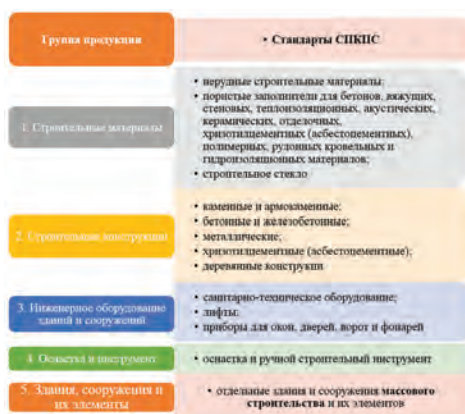 Группа продукции
• Стандарты СПКПС
1. Строительные материалы
• нерудные строительные материалы;
• пористые заполнители для бетонов, вяжущих,
стеновых, теплоизоляционных, акустических,
керамических, отделочных,
хризотилцементных (асбестоцементных),
полимерных, рулонных кровельных и
гидроизоляционных материалов;
• строительное стекло
2. Строительные конструкции
• каменные и армокаменные;
• бетонные и железобетонные;
• металлические;
• хризотилцементные (асбестоцементные);
• деревянные конструкции
3. Инженерное оборудование
зданий и сооружений
• санитарно-техническое оборудование;
• лифты;
• приборы для окон, дверей, ворот и фонарей
4. Оснастка и инструмент
• оснастка и ручной строительный инструмент
5. Здания, сооружения и
их элементы
• отдельные здания и сооружения массового
строительства и их элементов